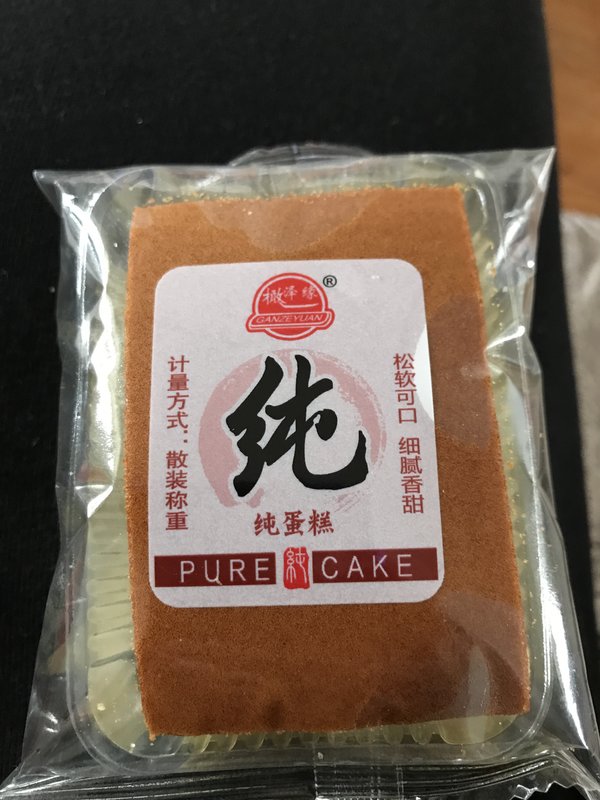 橄泽缘®
GANZEYUAN
计量方式：散装称重
松软可口 细腻香甜
纯
纯蛋糕
PURE 純 CAKE